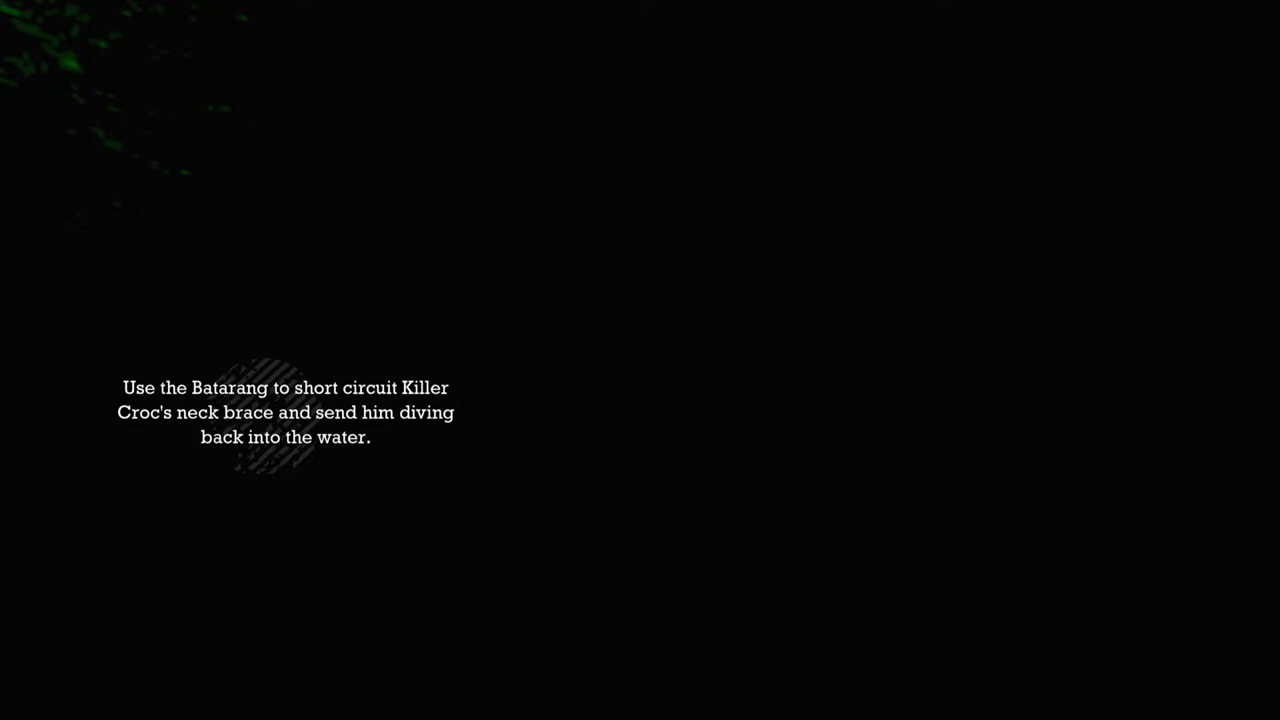 Use the Batarang to short circuit Killer
Croc's neck brace and send him diving
back into the water.